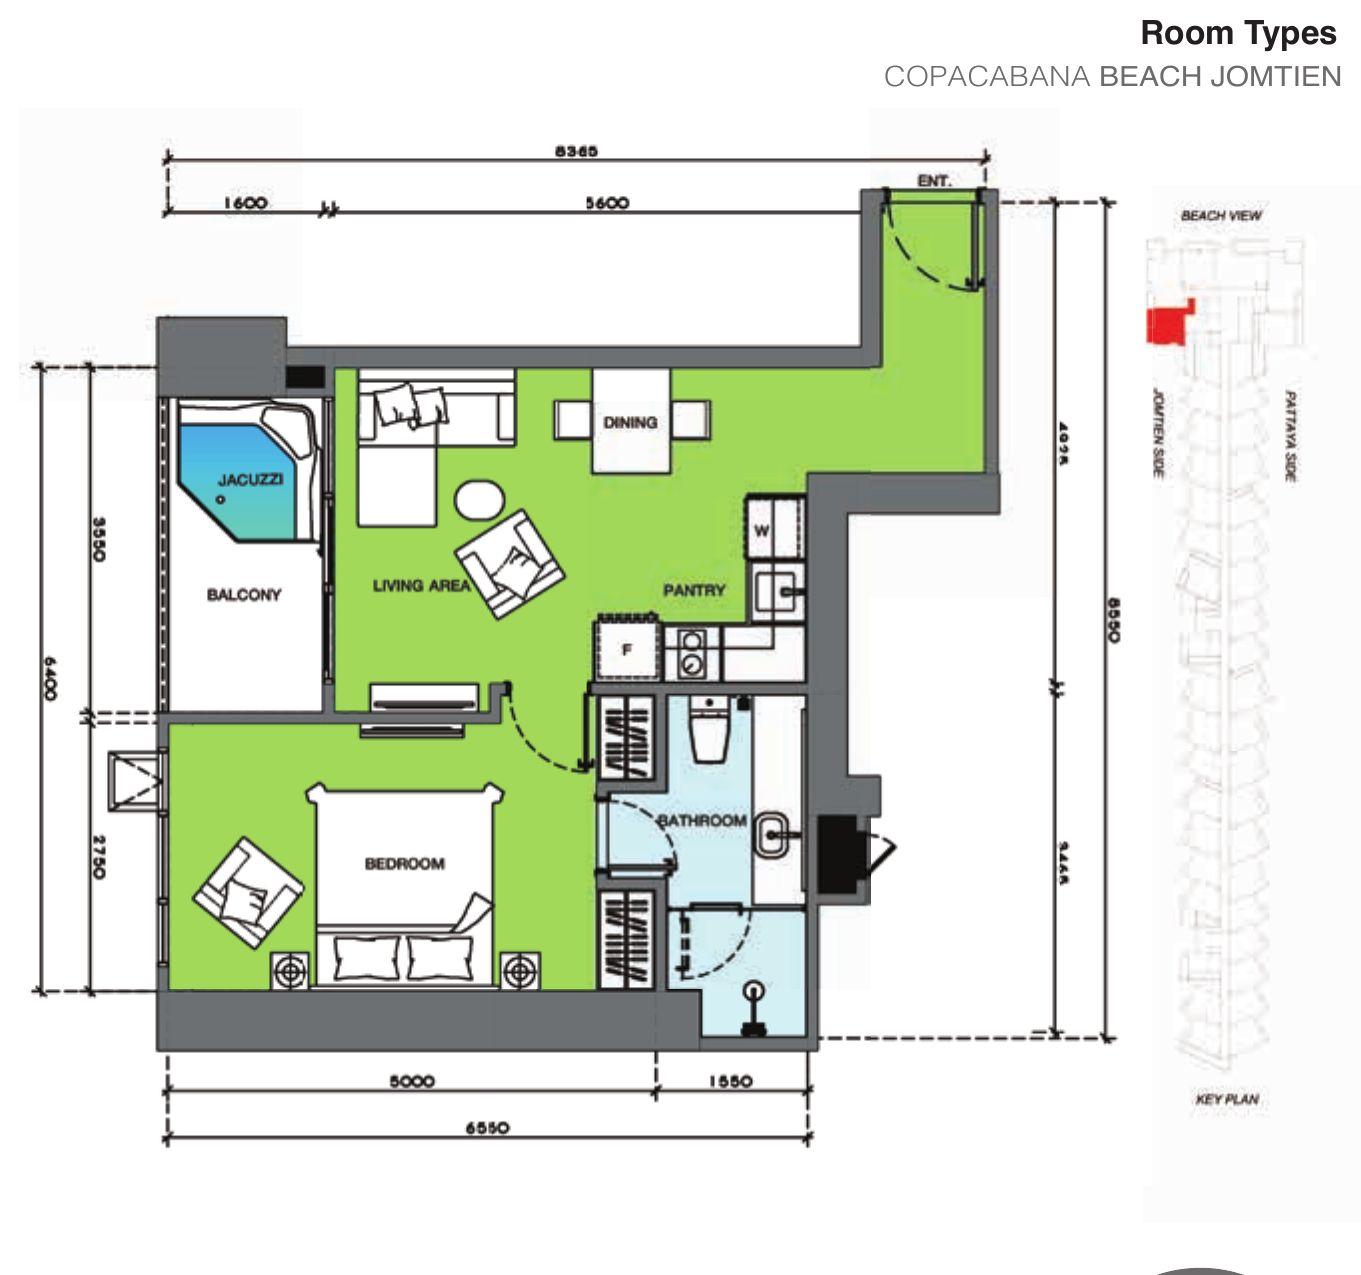 Room Types
COPACABANA BEACH JOMTIEN
8365
1600
5600
ENT.
BEACH VIEW
JOMTIEN SIDE
PATTAYA SIDE
DINING
JACUZZI
W
LIVING AREA
PANTRY
BALCONY
F
3550
6400
8550
BATHROOM
BEDROOM
2750
5000
1550
6550
KEY PLAN